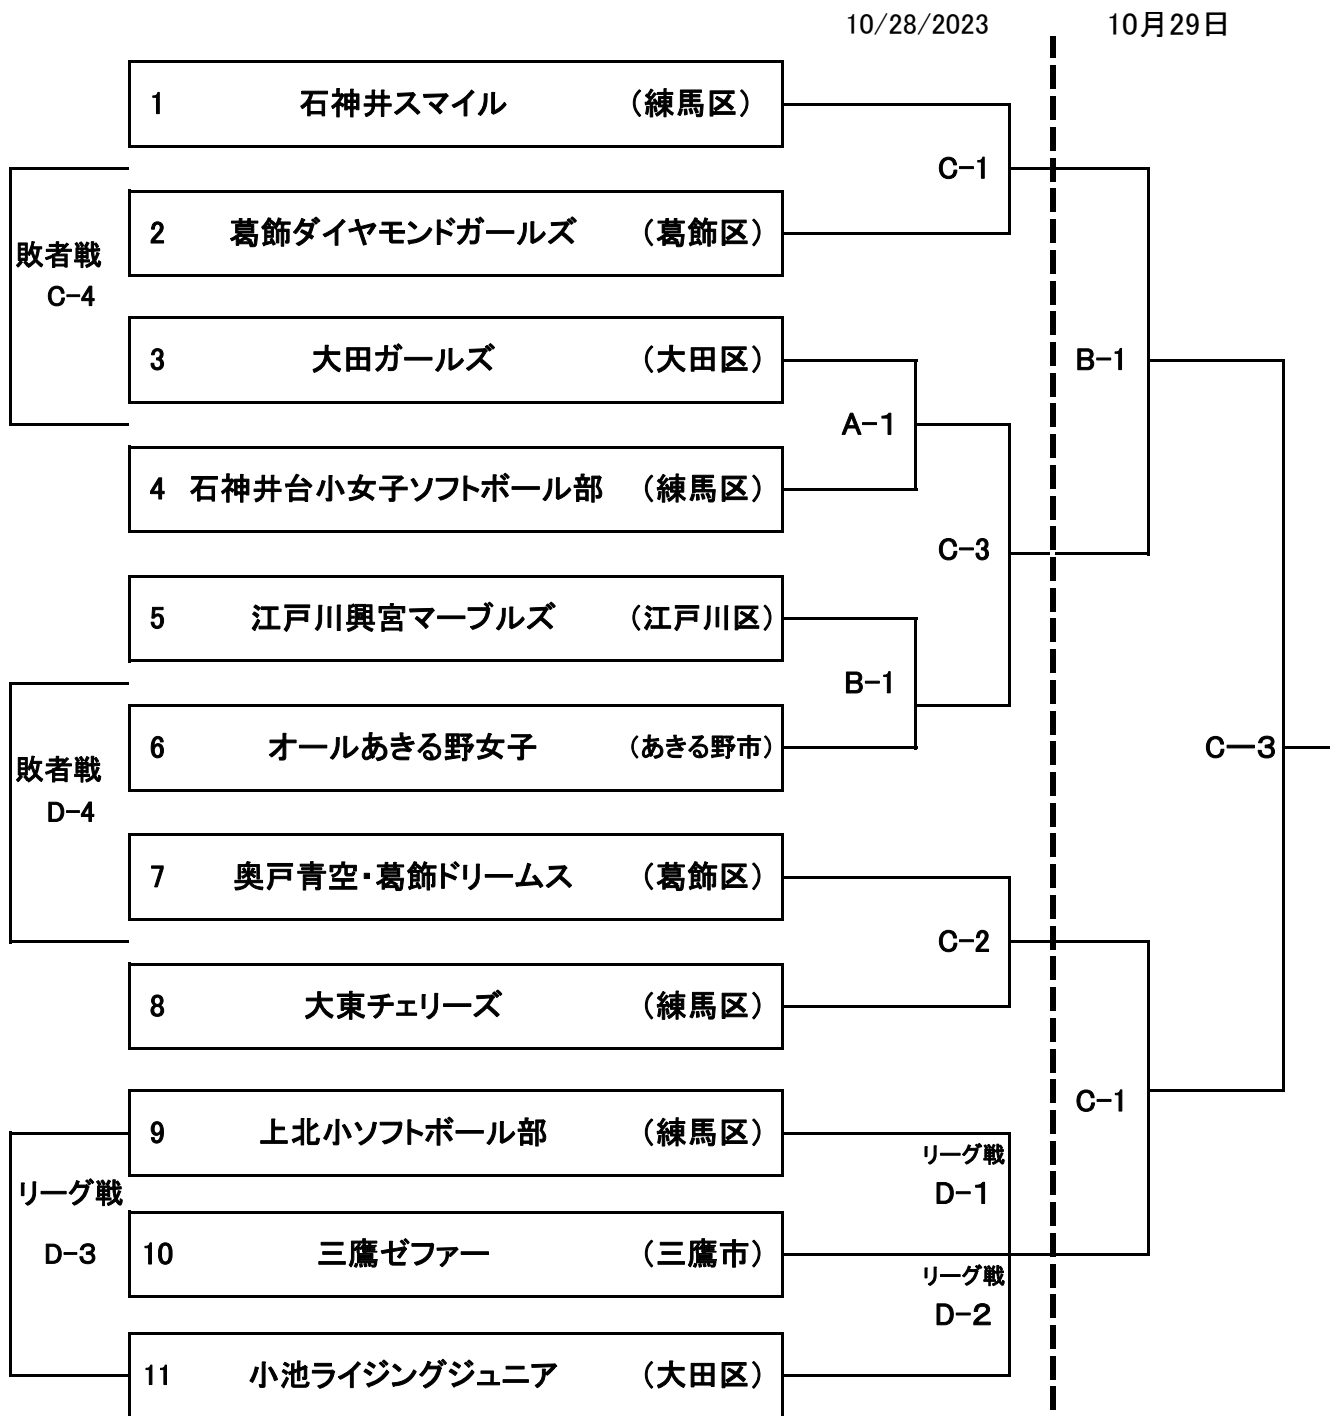 10/28/2023 10月29日
1 石神井スマイル （練馬区）
C-1
2 葛飾ダイヤモンドガールズ （葛飾区）
敗者戦
C-4
3 大田ガールズ （大田区） B-1
A-1
4 石神井台小女子ソフトボール部 （練馬区）
C-3
5 江戸川興宮マーブルズ （江戸川区）
B-1
6 オールあきる野女子 （あきる野市） C－3
敗者戦
D-4
7 奥戸青空・葛飾ドリームス （葛飾区）
C-2
8 大東チェリーズ （練馬区）
C-1
9 上北小ソフトボール部 （練馬区）
リーグ戦
リーグ戦 D-1
D-3 10 三鷹ゼファー （三鷹市）
リーグ戦
D-2
11 小池ライジングジュニア （大田区）